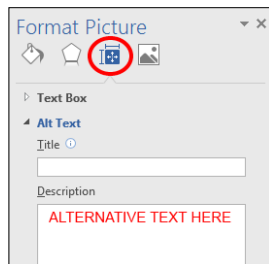 Format Picture
Text Box
Alt Text
Title
Description
ALTERNATIVE TEXT HERE